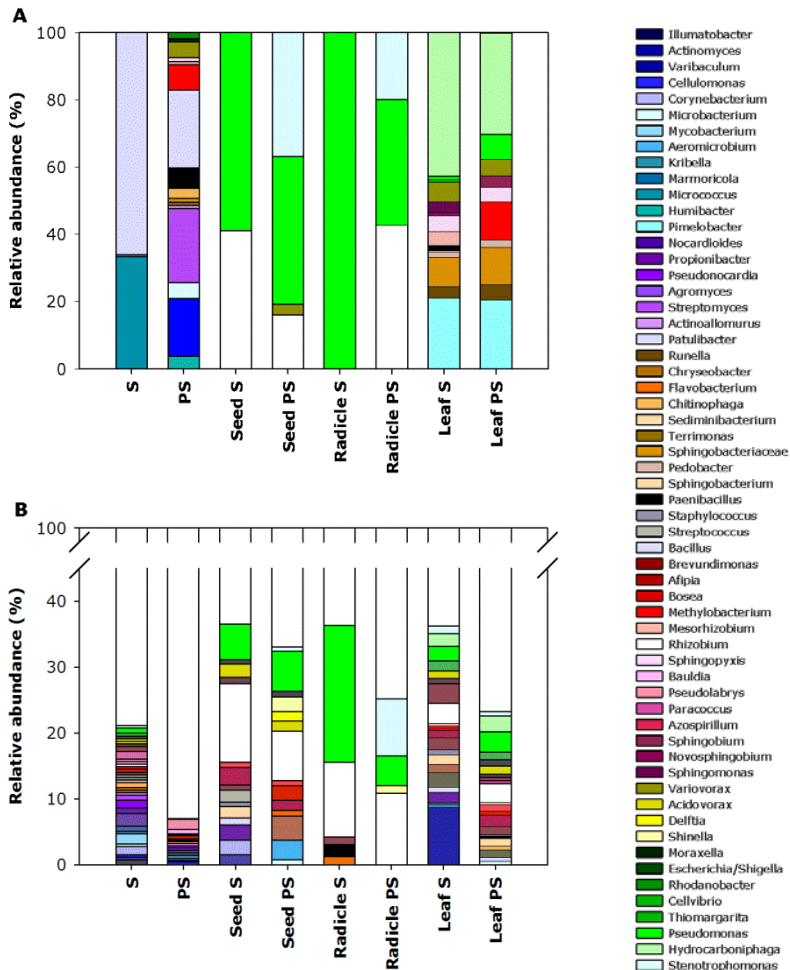 A
Relative abundance (%)
100
80
60
40
20
0
S
PS
Seed S
Seed PS
Radicle S
Radicle PS
Leaf S
Leaf PS
B
Relative abundance (%)
100
40
30
20
10
0
S
PS
Seed S
Seed PS
Radicle S
Radicle PS
Leaf S
Leaf PS
Illumatobacter
Actinomyces
Varibaculum
Cellulomonas
Corynebacterium
Microbacterium
Mycobacterium
Aeromicrobium
Kribella
Marmoricola
Micrococcus
Humibacter
Pimelobacter
Nocardioides
Propionibacter
Pseudonocardia
Agromyces
Streptomyces
Actinoallomurus
Patulibacter
Runella
Chryseobacter
Flavobacterium
Chitinophaga
Sediminibacterium
Terrimonas
Sphingobacteriaceae
Pedobacter
Sphingobacterium
Paenibacillus
Staphylococcus
Streptococcus
Bacillus
Brevundimonas
Afipia
Bosea
Methylobacterium
Mesorhizobium
Rhizobium
Sphingopyxis
Bauldia
Pseudolabrys
Paracoccus
Azospirillum
Sphingobium
Novosphingobium
Sphingomonas
Variovorax
Acidovorax
Delftia
Shinella
Moraxella
Escherichia/Shigella
Rhodanobacter
Cellvibrio
Thiomargarita
Pseudomonas
Hydrocarboniphaga
Stenotrophomonas